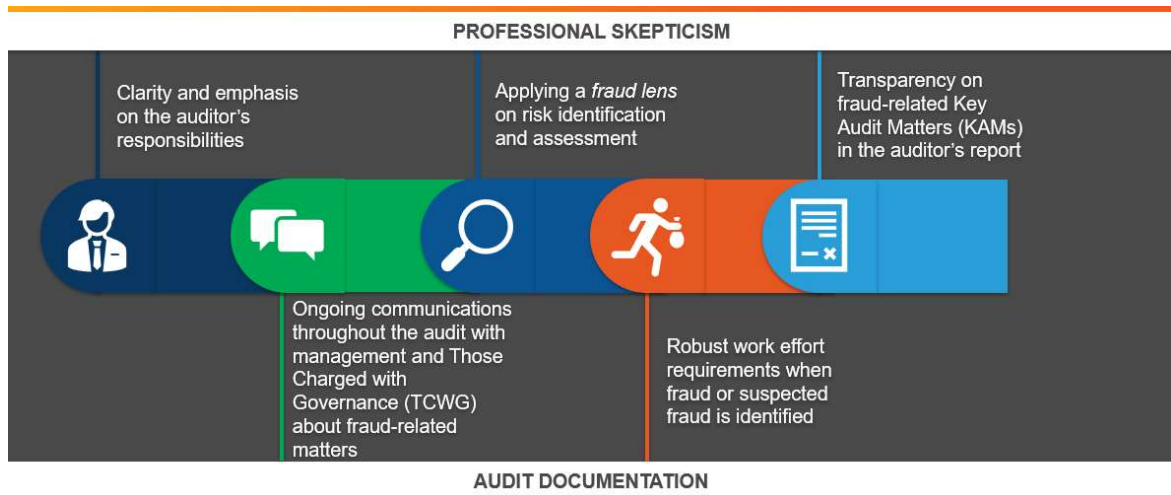 PROFESSIONAL SKEPTICISM
Clarity and emphasis
on the auditor's
responsibilities
Ongoing communications
throughout the audit with
management and Those
Charged with
Governance (TCWG)
about fraud-related
matters
Applying a fraud lens
on risk identification
and assessment
Robust work effort
requirements when
fraud or suspected
fraud is identified
Transparency on
fraud-related Key
Audit Matters (KAMs)
in the auditor's report
AUDIT DOCUMENTATION